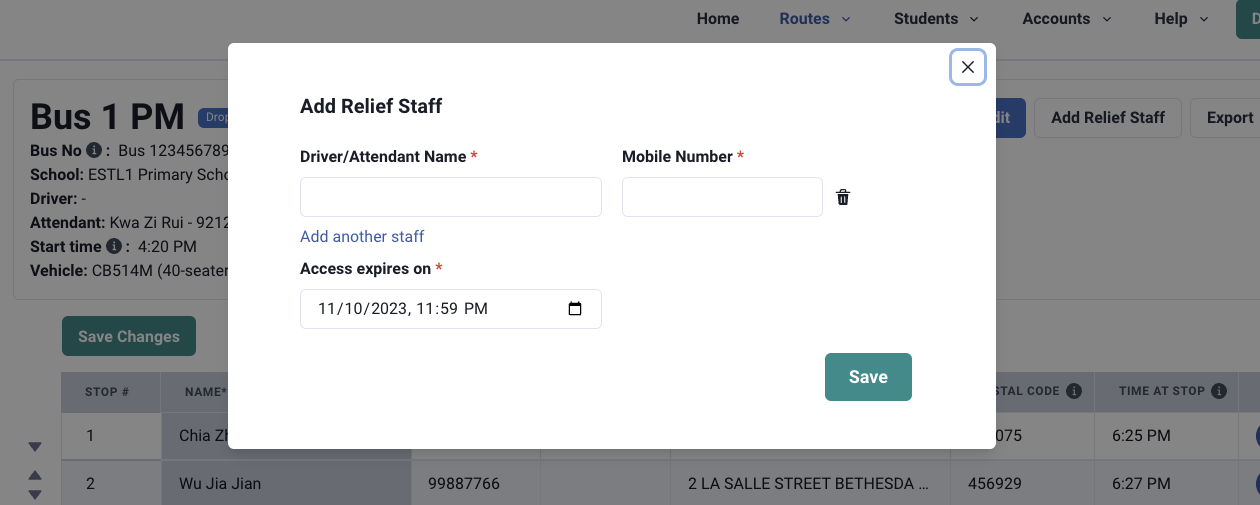 Home Routes Students Accounts Help
Bus 1 PM Drop
Edit Add Relief Staff Export
Bus No : Bus 123456789
School: ESTL1 Primary Scho
Driver: -
Attendant: Kwa Zi Rui - 9212
Start time : 4:20 PM
Vehicle: CB514M (40-seater
Add Relief Staff
Driver/Attendant Name * Mobile Number *
Add another staff
Access expires on *
11/10/2023, 11:59 PM
Save
Save Changes
STOP # NAME* STAL CODE TIME AT STOP
1 Chia Zh 075 6:25 PM
2 Wu Jia Jian 99887766 2 LA SALLE STREET BETHESDA ... 456929 6:27 PM